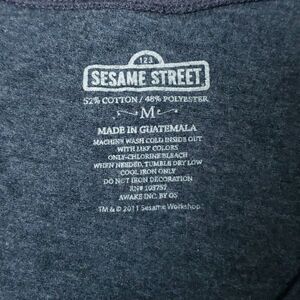 123
SESAME STREET
52% COTTON / 48% POLYESTER
M
MADE IN GUATEMALA
MACHINE WASH COLD INSIDE OUT
WITH LIKE COLORS
ONLY-CHLORINE BLEACH
WHEN NEEDED, TUMBLE DRY LOW
COOL IRON ONLY
DO NOT IRON DECORATION
RN# 108757
AWAKE INC. BY GS
TM & © 2011 Sesame Workshop.